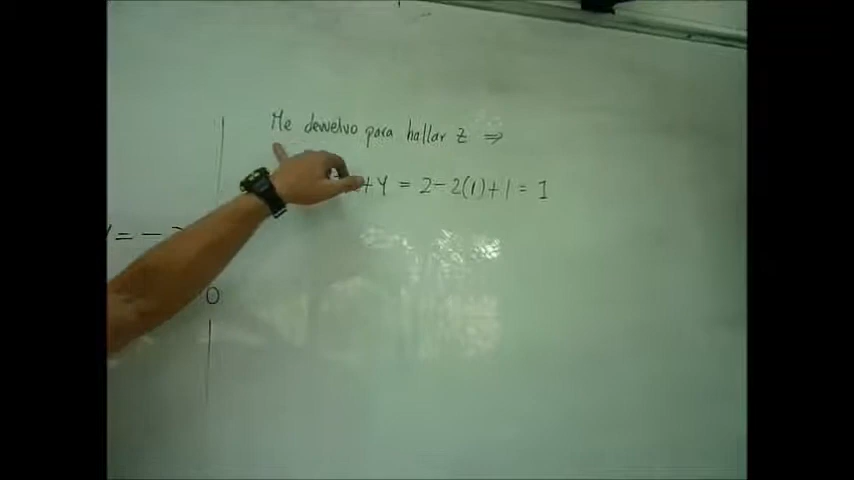 Me devuelvo para hallar z ⇒
+ y = 2 - 2(1) + 1 = 1
= -
0